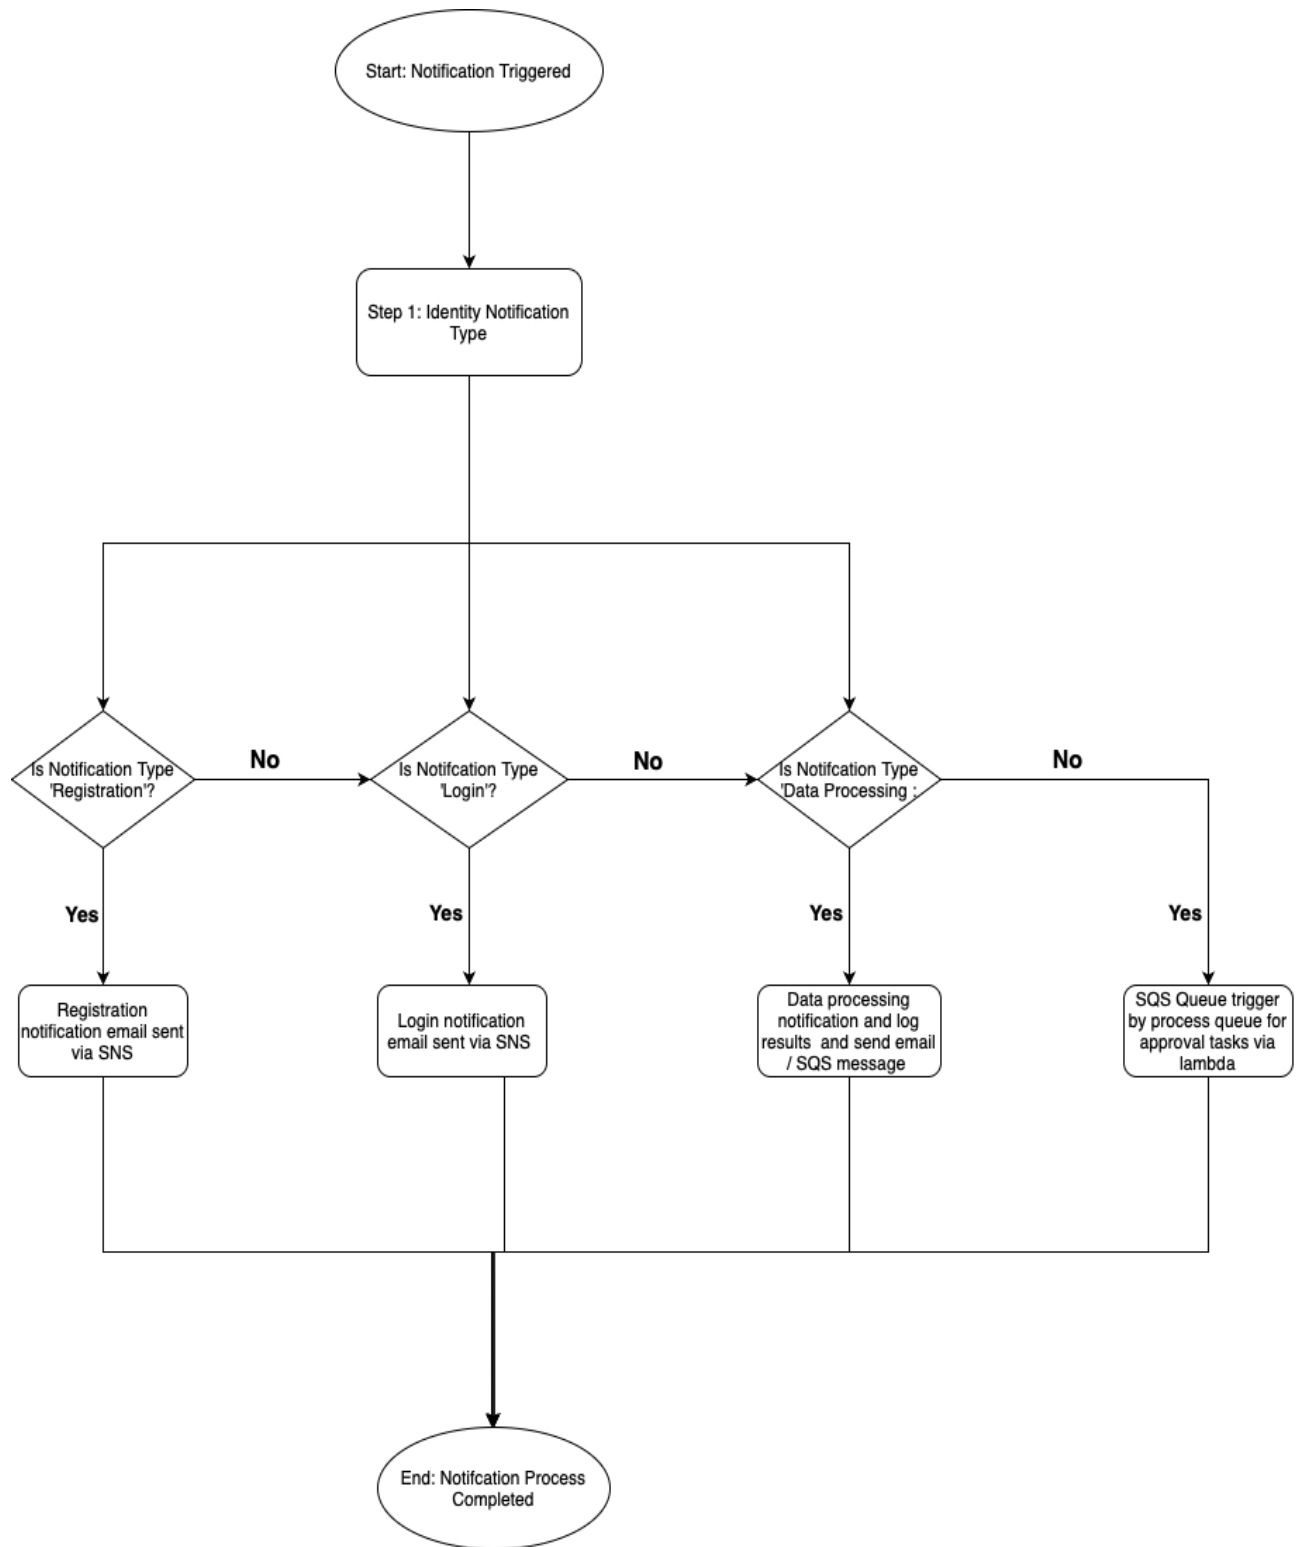 Start: Notification Triggered
Step 1: Identity Notification
Type
Is Notification Type
'Registration'?
No
Is Notifcation Type
'Login'?
No
Is Notifcation Type
'Data Processing :
No
Yes
Yes
Yes
Yes
Registration
notification email sent
via SNS
Login notification
email sent via SNS
Data processing
notification and log
results and send email
/ SQS message
SQS Queue trigger
by process queue for
approval tasks via
lambda
End: Notifcation Process
Completed